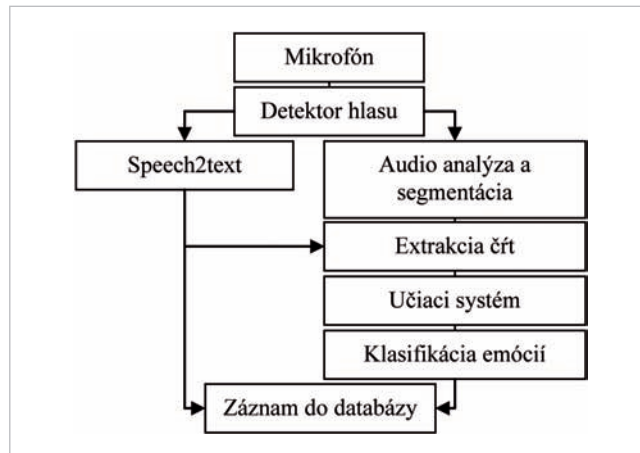 Mikrofón
Detektor hlasu
Speech2text
Audio analýza a
segmentácia
Extrakcia čŕt
Učiaci systém
Klasifikácia emócií
Záznam do databázy